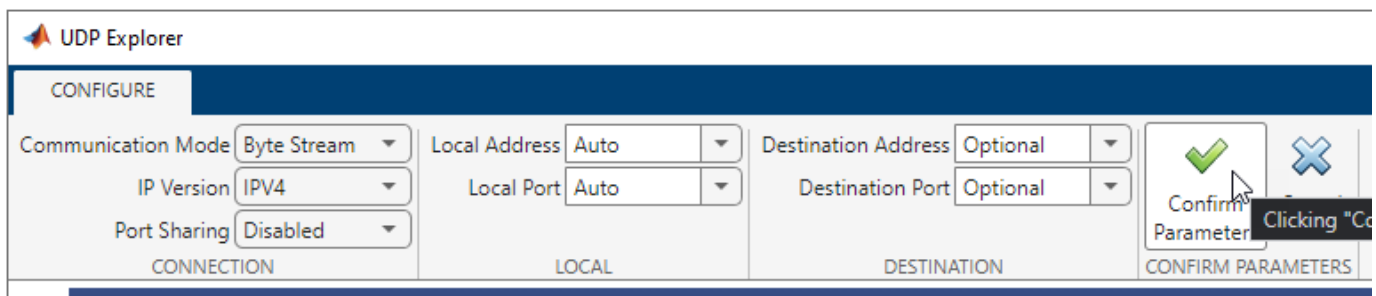 UDP Explorer
CONFIGURE
Communication Mode Byte Stream
IP Version IPV4
Port Sharing Disabled
CONNECTION
Local Address Auto
Local Port Auto
LOCAL
Destination Address Optional
Destination Port Optional
DESTINATION
Confirm
Parameter
Clicking "Co
CONFIRM PARAMETERS